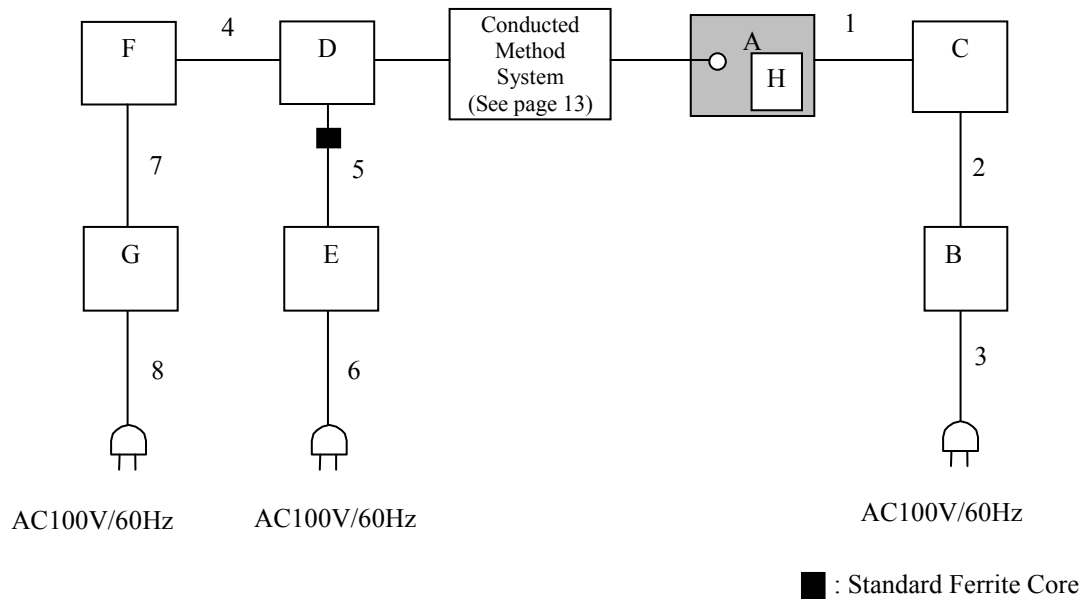 4
1
F
D
Conducted
Method
System
(See page 13)
A
H
C
7
5
2
G
E
B
8
6
3
AC100V/60Hz
AC100V/60Hz
AC100V/60Hz
: Standard Ferrite Core